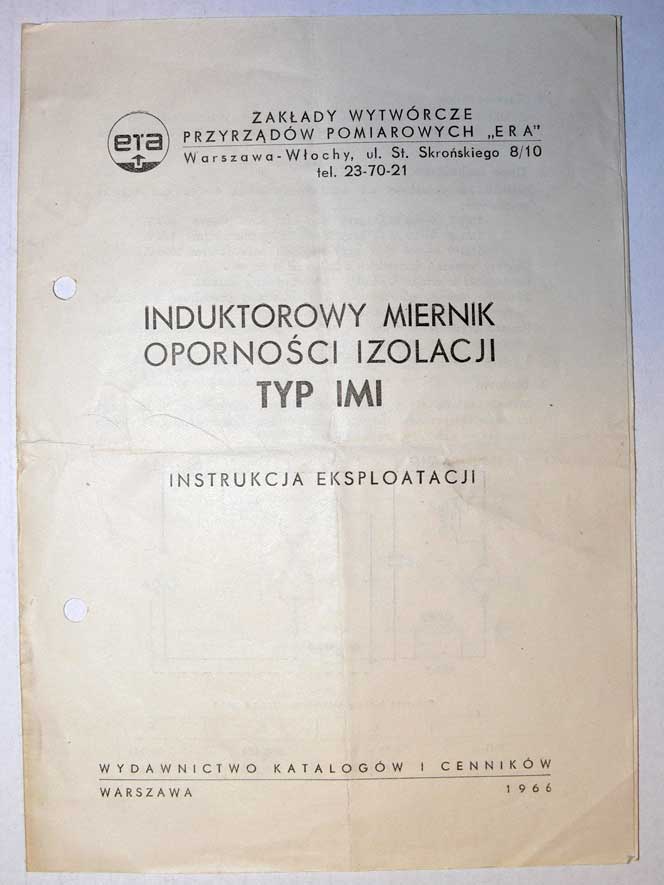 era
ZAKŁADY WYTWÓRCZE
PRZYRZĄDÓW POMIAROWYCH „ERA”
Warszawa-Włochy, ul. St. Skrońskiego 8/10
tel. 23-70-21
INDUKTOROWY MIERNIK
OPORNOŚCI IZOLACJI
TYP IMI
INSTRUKCJA EKSPLOATACJI
WYDAWNICTWO KATALOGÓW I CENNIKÓW
WARSZAWA 1966